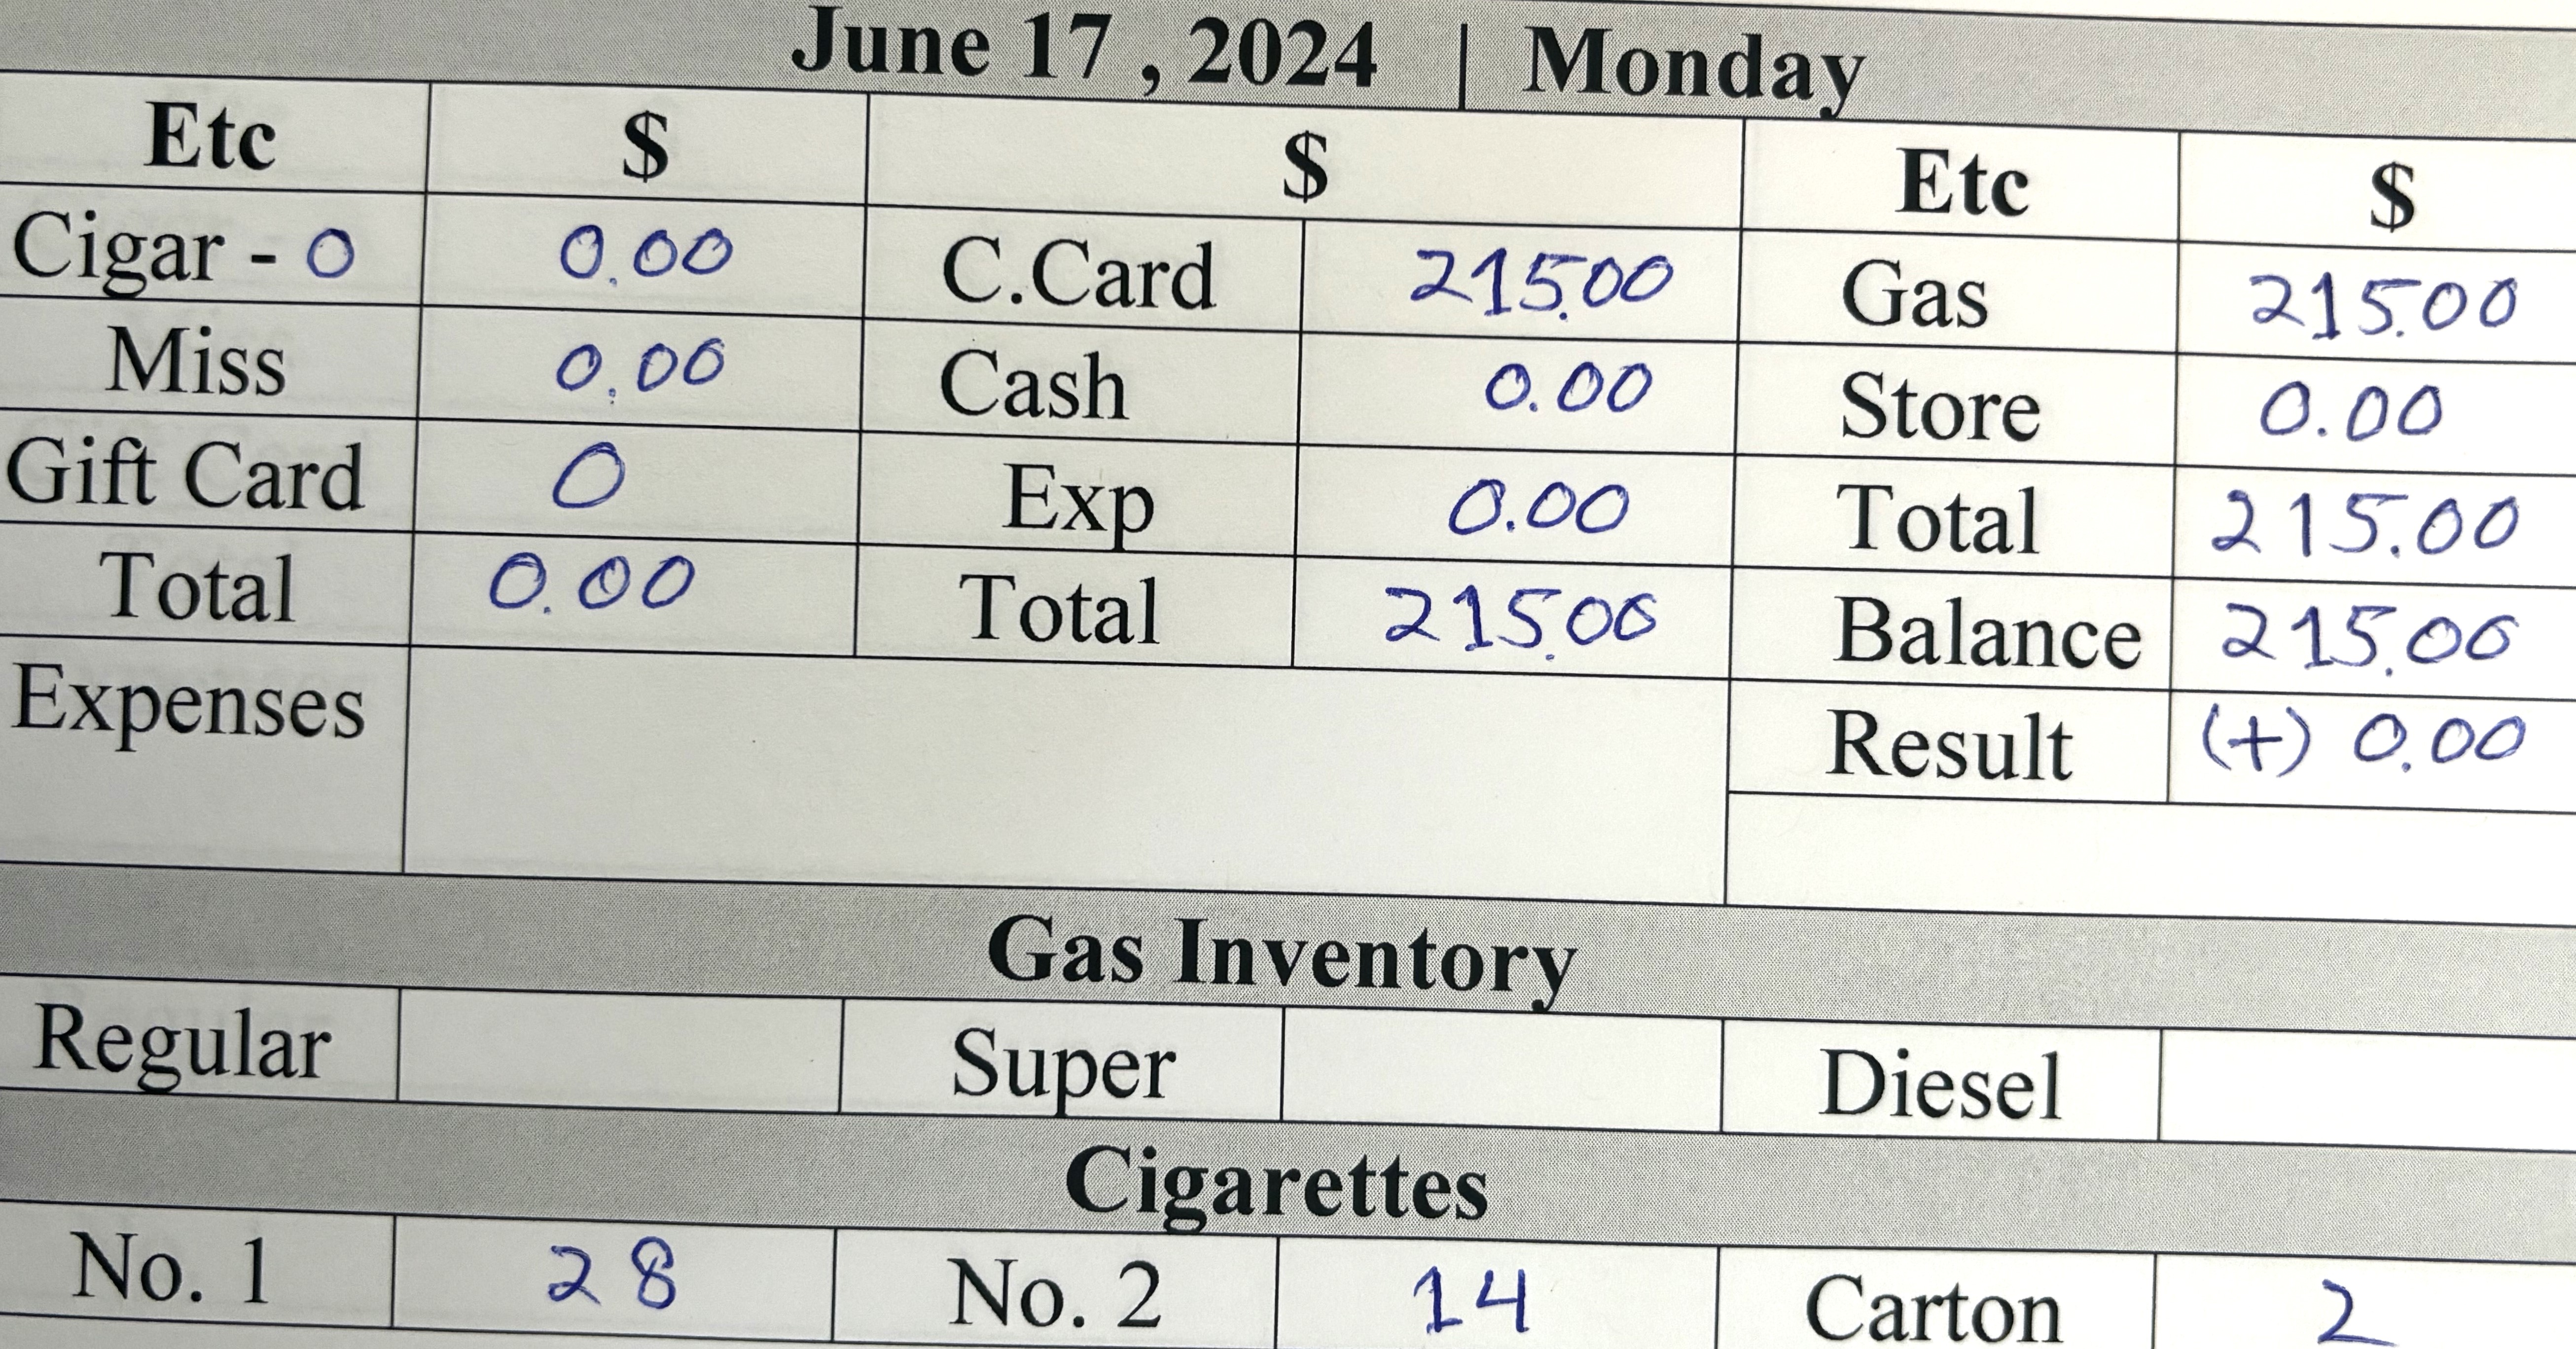 June 17 , 2024 | Monday
Etc $ $ Etc $
Cigar - 0 0.00 C.Card 215.00 Gas 215.00
Miss 0.00 Cash 0.00 Store 0.00
Gift Card 0 Exp 0.00 Total 215.00
Total 0.00 Total 215.00 Balance 215.00
Expenses Result (+) 0.00
Gas Inventory
Regular Super Diesel
Cigarettes
No. 1 28 No. 2 14 Carton 2